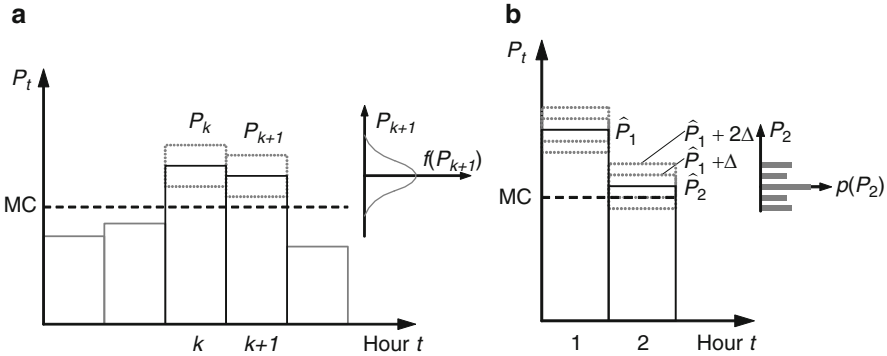 a
P_t
P_k
P_{k+1}
P_{k+1}
f(P_{k+1})
MC
k
k+1
Hour t
b
P_t
P̂_1
P̂_1 + 2Δ
P̂_1 + Δ
P̂_2
P_2
p(P_2)
MC
1
2
Hour t